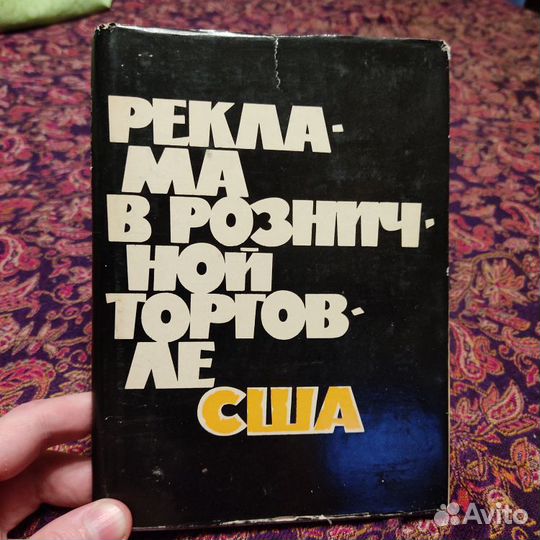 РЕКЛА-
МА
В РОЗНИЧ-
НОЙ
ТОРГОВ-
ЛЕ
США
Avito